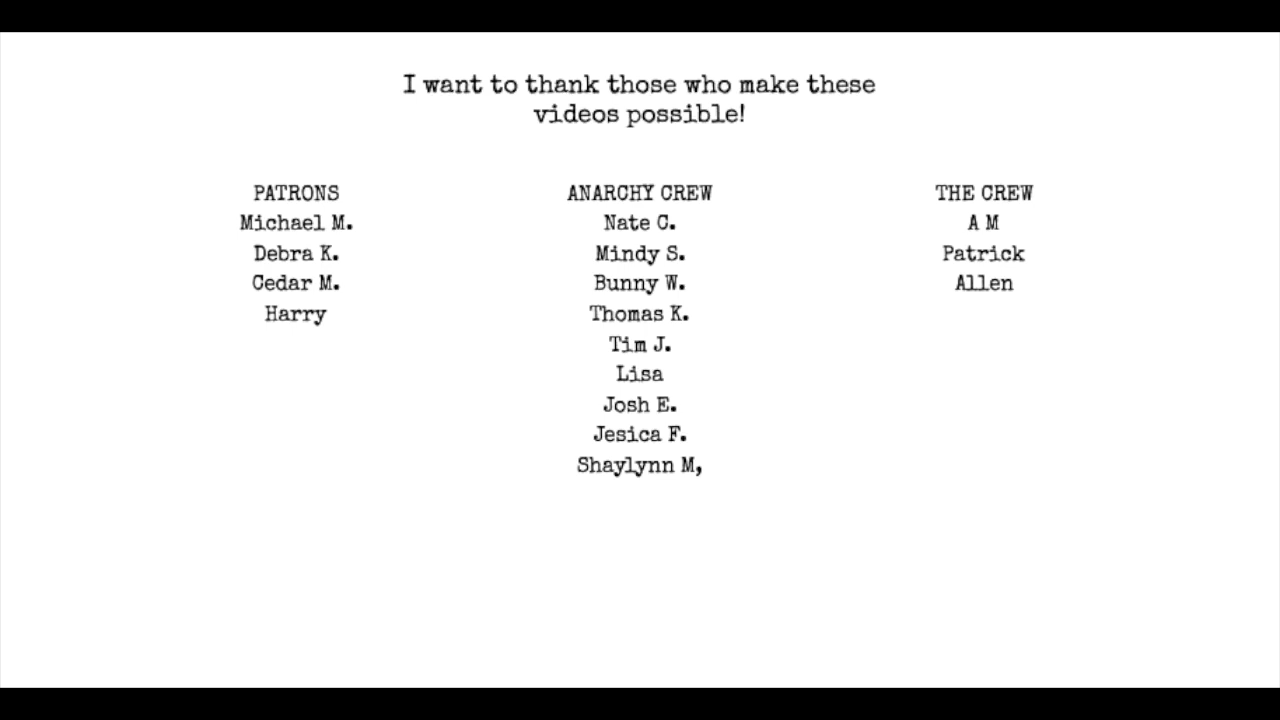 I want to thank those who make these
videos possible!
PATRONS
Michael M.
Debra K.
Cedar M.
Harry
ANARCHY CREW
Nate C.
Mindy S.
Bunny W.
Thomas K.
Tim J.
Lisa
Josh E.
Jesica F.
Shaylynn M,
THE CREW
A M
Patrick
Allen